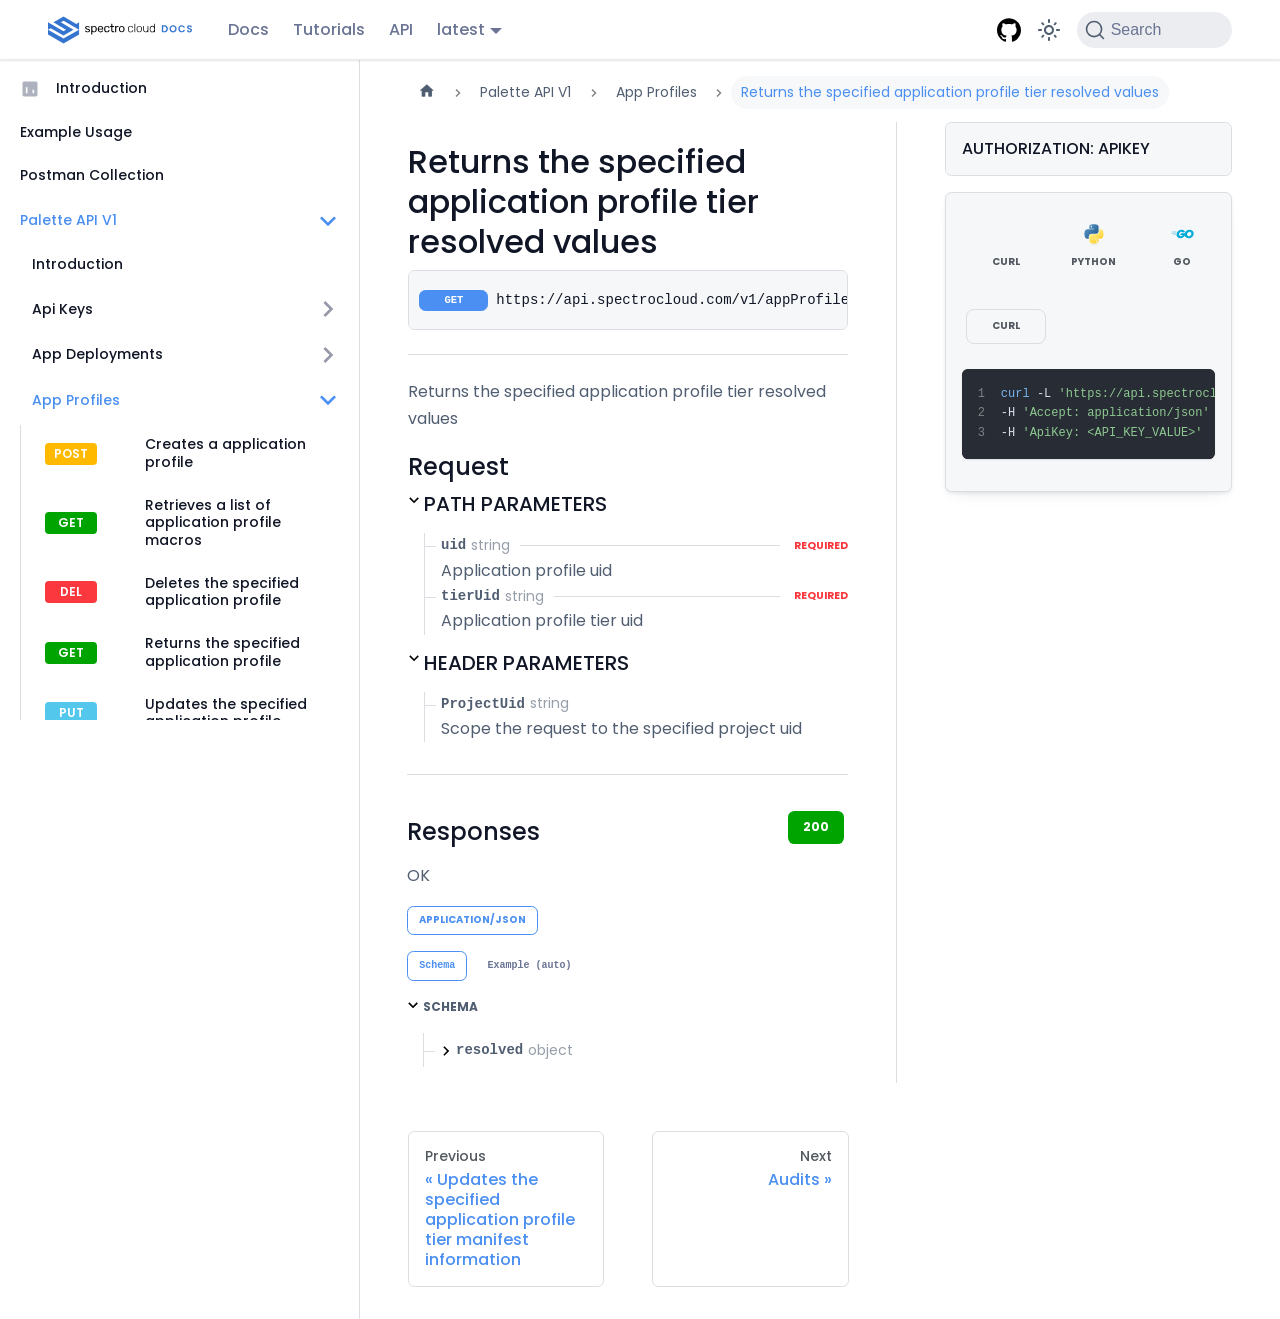 spectro cloud DOCS
Docs
Tutorials
API
latest
Search
Introduction
Example Usage
Postman Collection
Palette API V1
Introduction
Api Keys
App Deployments
App Profiles
POST
Creates a application
profile
GET
Retrieves a list of
application profile
macros
DEL
Deletes the specified
application profile
GET
Returns the specified
application profile
PUT
Updates the specified
Palette API V1
App Profiles
Returns the specified application profile tier resolved values
Returns the specified
application profile tier
resolved values
GET
https://api.spectrocloud.com/v1/appProfile
Returns the specified application profile tier resolved
values
Request
PATH PARAMETERS
uid string
REQUIRED
Application profile uid
tierUid string
REQUIRED
Application profile tier uid
HEADER PARAMETERS
ProjectUid string
Scope the request to the specified project uid
Responses
200
OK
APPLICATION/JSON
Schema
Example (auto)
SCHEMA
resolved object
Previous
« Updates the
specified
application profile
tier manifest
information
Next
Audits »
AUTHORIZATION: APIKEY
GO
CURL
PYTHON
GO
CURL
1 curl -L 'https://api.spectrocl
2 -H 'Accept: application/json'
3 -H 'ApiKey: <API_KEY_VALUE>'